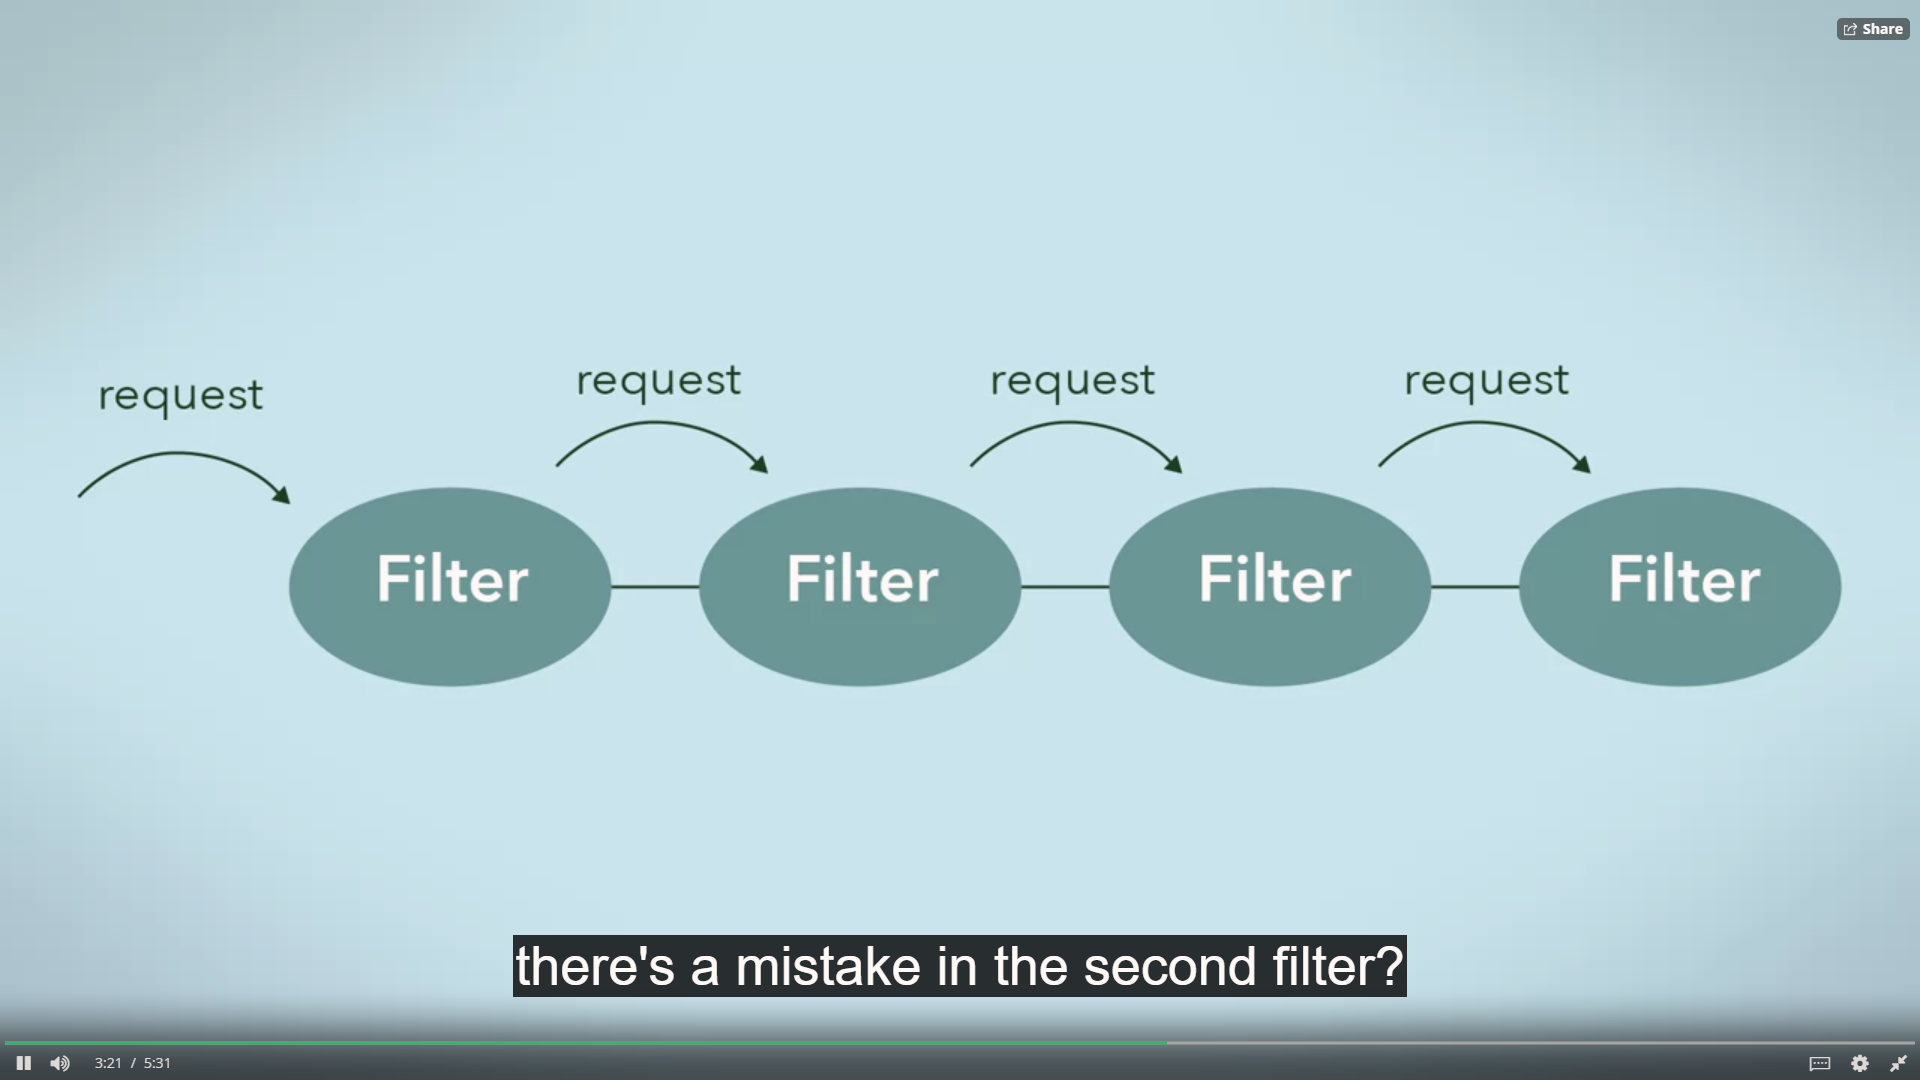 Share
request
request
request
request
Filter
Filter
Filter
Filter
there's a mistake in the second filter?
3:21 / 5:31